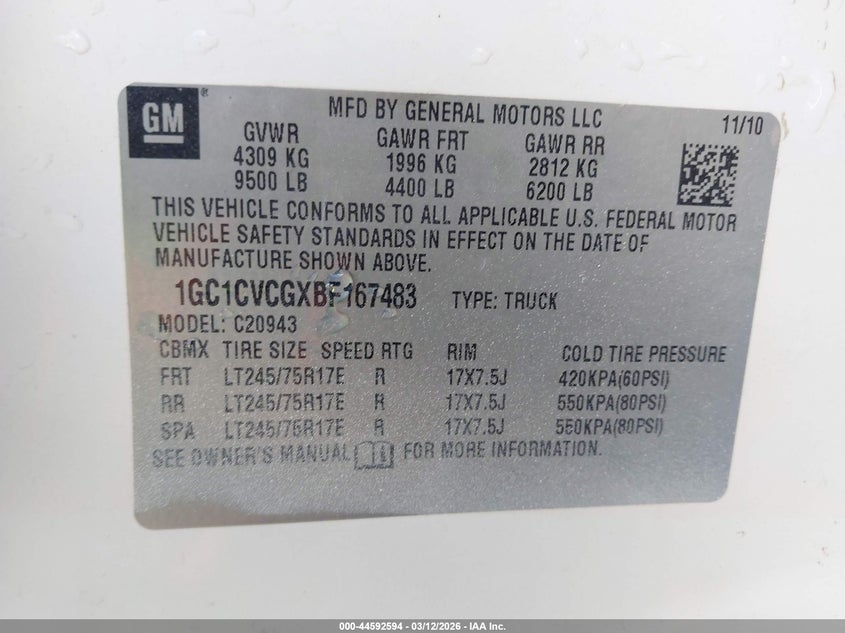 GM ® MFD BY GENERAL MOTORS LLC 11/10
GVWR GAWR FRT GAWR RR
4309 KG 1996 KG 2812 KG
9500 LB 4400 LB 6200 LB
THIS VEHICLE CONFORMS TO ALL APPLICABLE U.S. FEDERAL MOTOR
VEHICLE SAFETY STANDARDS IN EFFECT ON THE DATE OF
MANUFACTURE SHOWN ABOVE.
1GC1CVCGXBF167483 TYPE: TRUCK
MODEL: C20943
CBMX TIRE SIZE SPEED RTG RIM COLD TIRE PRESSURE
FRT LT245/75R17E R 17X7.5J 420KPA(60PSI)
RR LT245/75R17E R 17X7.5J 550KPA(80PSI)
SPA LT245/75R17E R 17X7.5J 550KPA(80PSI)
SEE OWNER'S MANUAL FOR MORE INFORMATION.
000-44592594 - 03/12/2026 - IAA Inc.